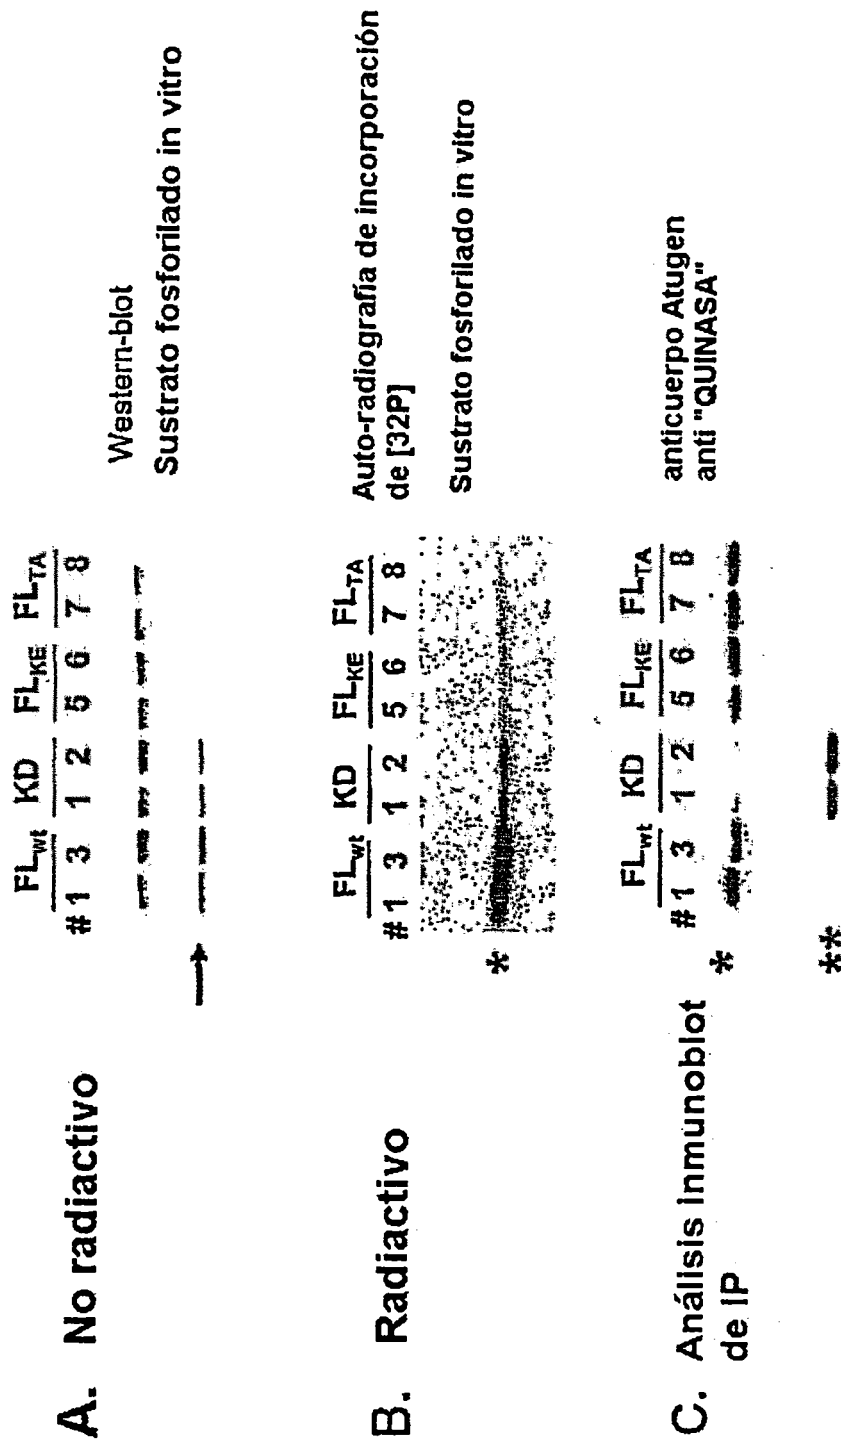 A. No radiactivo
FLwt KD FLKE FLTA
#1 3 1 2 5 6 7 8
Western-blot
Sustrato fosforilado in vitro
B. Radiactivo
FLwt KD FLKE FLTA
#1 3 1 2 5 6 7 8
*
Auto-radiografía de incorporación
de [32P]
Sustrato fosforilado in vitro
C. Análisis inmunoblot
de IP
FLwt KD FLKE FLTA
#1 3 1 2 5 6 7 8
*
**
anticuerpo Atugen
anti "QUINASA"